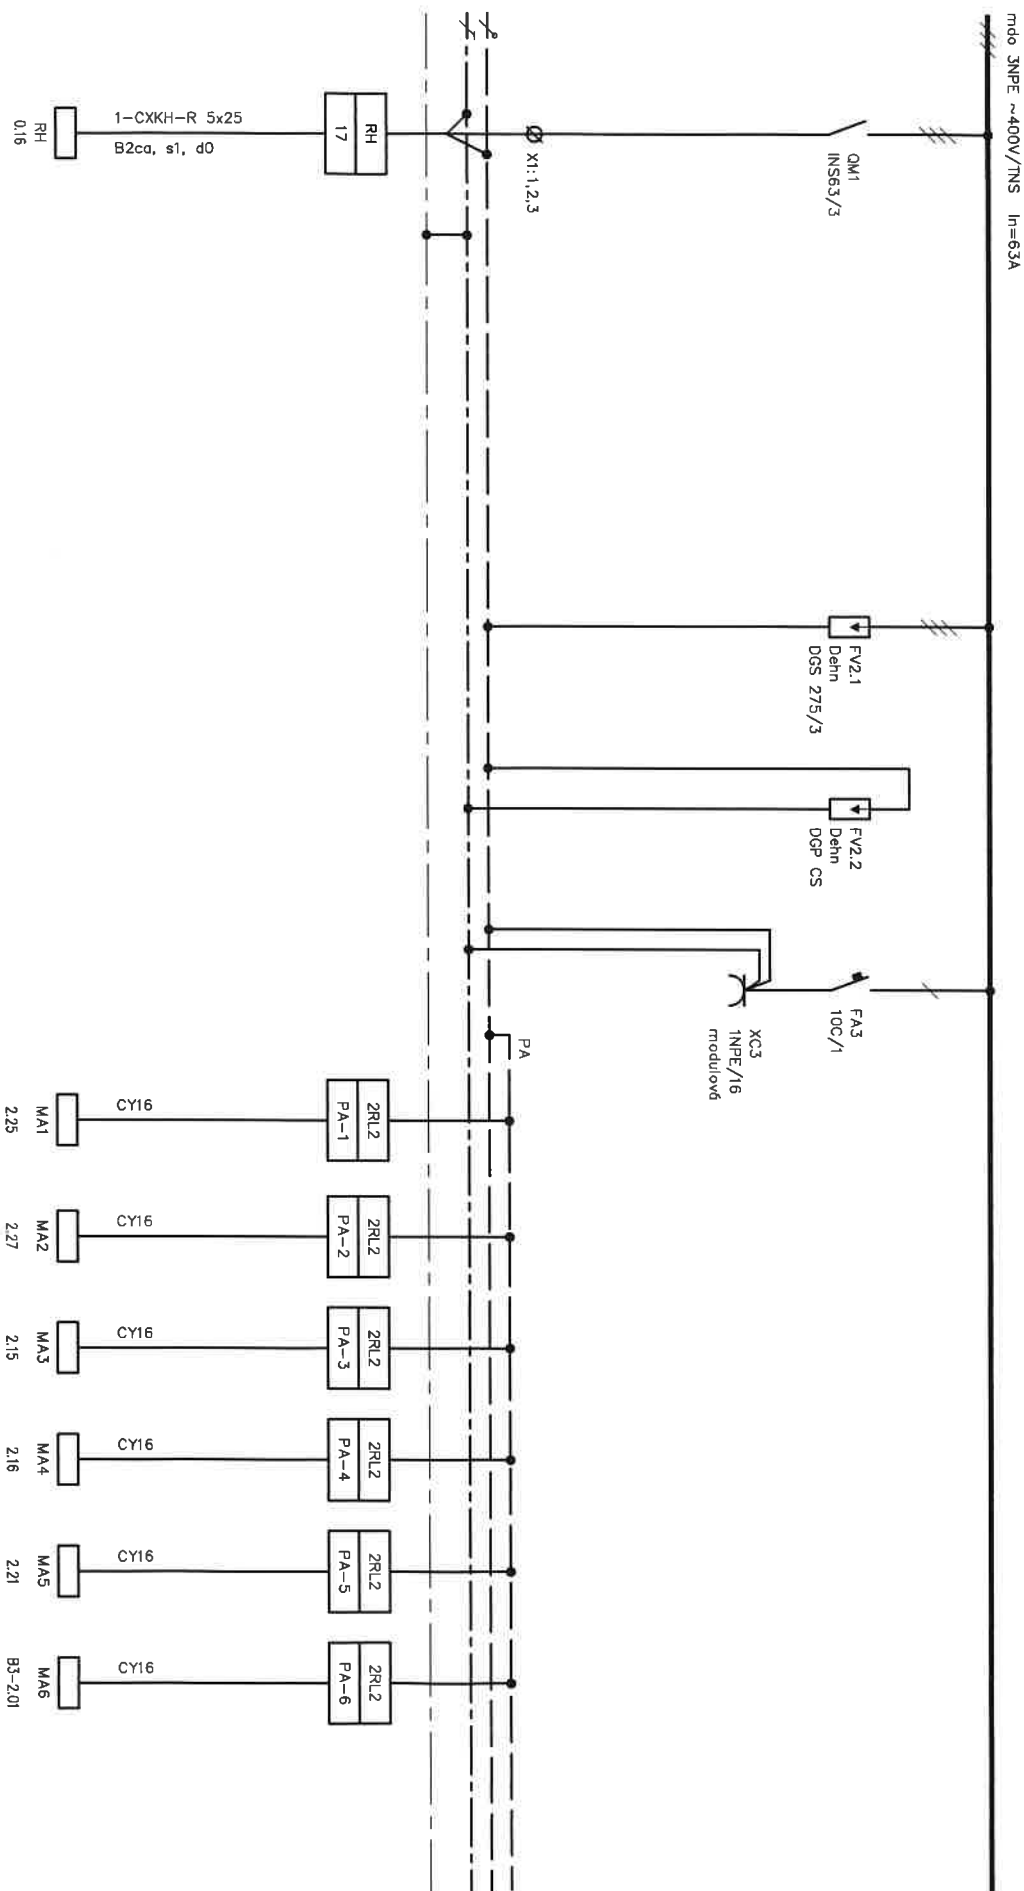 mdo 3NPE ~400V/TNS In=63A
QM1
INS63/3
X1:1,2,3
RH
17
1-CXKH-R 5x25
B2ca, s1, d0
RH
0.16
FV2.1
Dehn
DGS 275/3
FV2.2
Dehn
DGP CS
FA3
10C/1
XC3
1NPE/16
modulová
PA
2RL2
PA-1
CY16
MA1
2.25
2RL2
PA-2
CY16
MA2
2.27
2RL2
PA-3
CY16
MA3
2.15
2RL2
PA-4
CY16
MA4
2.16
2RL2
PA-5
CY16
MA5
2.21
2RL2
PA-6
CY16
MA6
B3-2.01